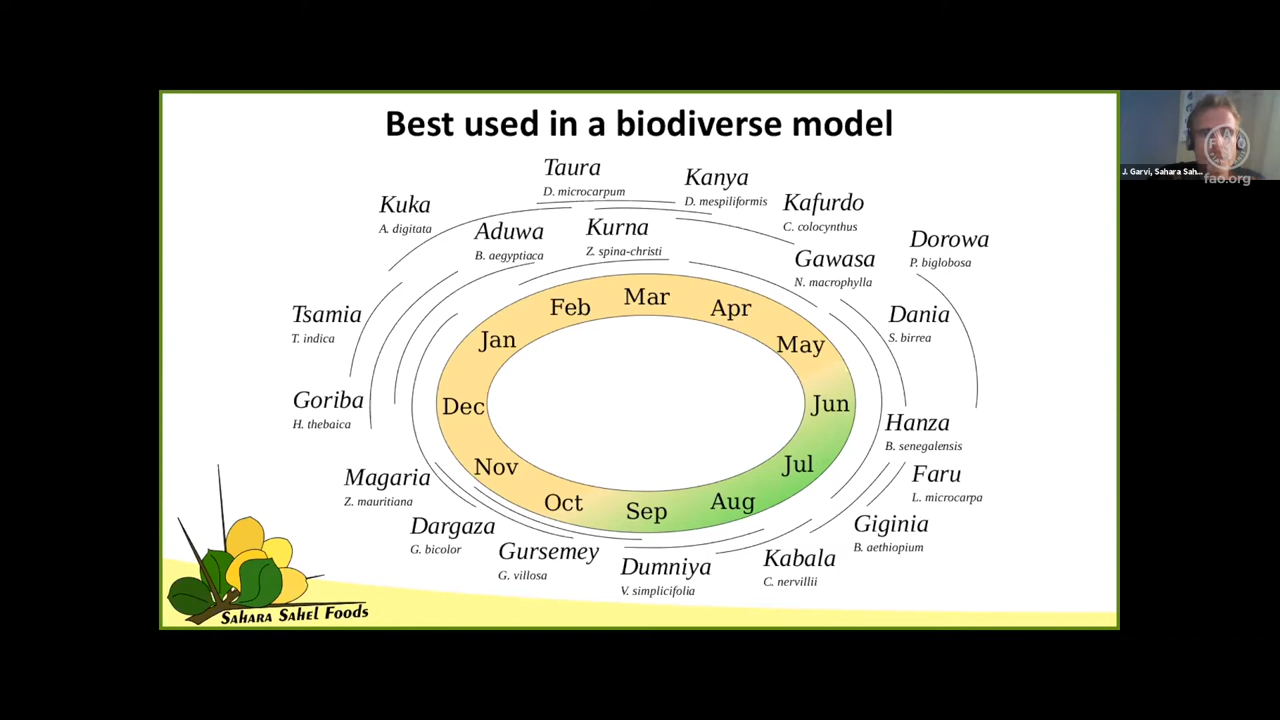 Best used in a biodiverse model
Taura
D. microcarpum
Kanya
D. mespiliformis
Kuka
A. digitata
Kafurdo
C. colocynthus
Aduwa
B. aegyptiaca
Kurna
Z. spina-christi
Dorowa
P. biglobosa
Gawasa
N. macrophylla
Tsamia
T. indica
Dania
S. birrea
Goriba
H. thebaica
Hanza
B. senegalensis
Magaria
Z. mauritiana
Faru
L. microcarpa
Dargaza
G. bicolor
Giginia
B. aethiopium
Gursemey
G. villosa
Dumniya
V. simplicifolia
Kabala
C. nervillii
Jan
Feb
Mar
Apr
May
Jun
Jul
Aug
Sep
Oct
Nov
Dec
Sahara Sahel Foods
J. Garvi, Sahara Sah...
FAO
fao.org